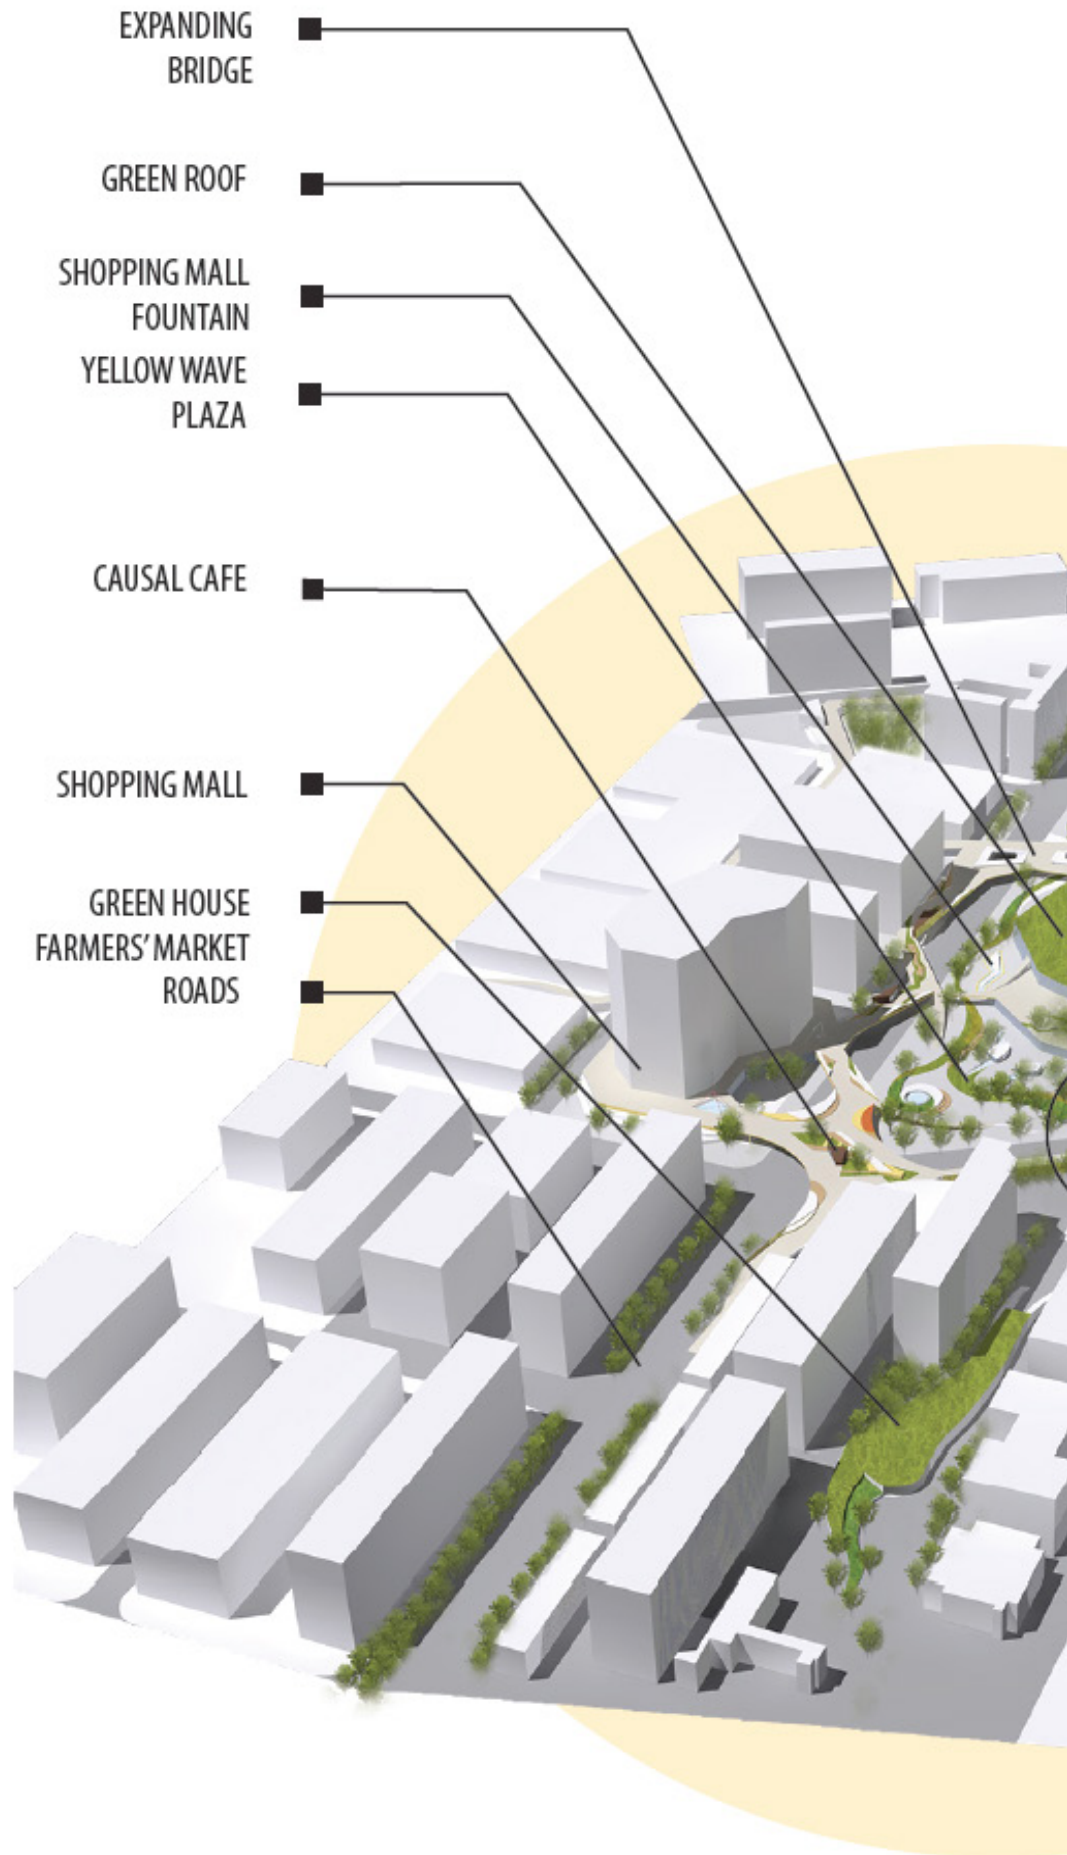 EXPANDING
BRIDGE
GREEN ROOF
SHOPPING MALL
FOUNTAIN
YELLOW WAVE
PLAZA
CAUSAL CAFE
SHOPPING MALL
GREEN HOUSE
FARMERS’ MARKET
ROADS